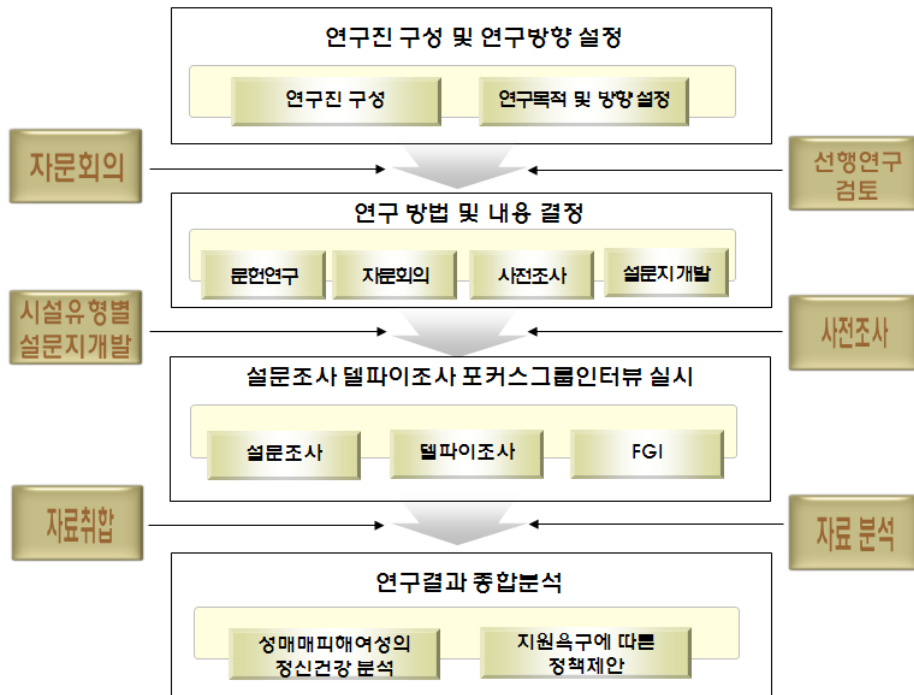 연구진 구성 및 연구방향 설정
연구진 구성
연구목적 및 방향 설정
자문회의
선행연구
검토
연구 방법 및 내용 결정
문헌연구
자문회의
사전조사
설문지개발
시설유형별
설문지개발
사전조사
설문조사 델파이조사 포커스그룹인터뷰 실시
설문조사
델파이조사
FGI
자료취합
자료 분석
연구결과 종합분석
성매매피해여성의
정신건강 분석
지원욕구에 따른
정책제안